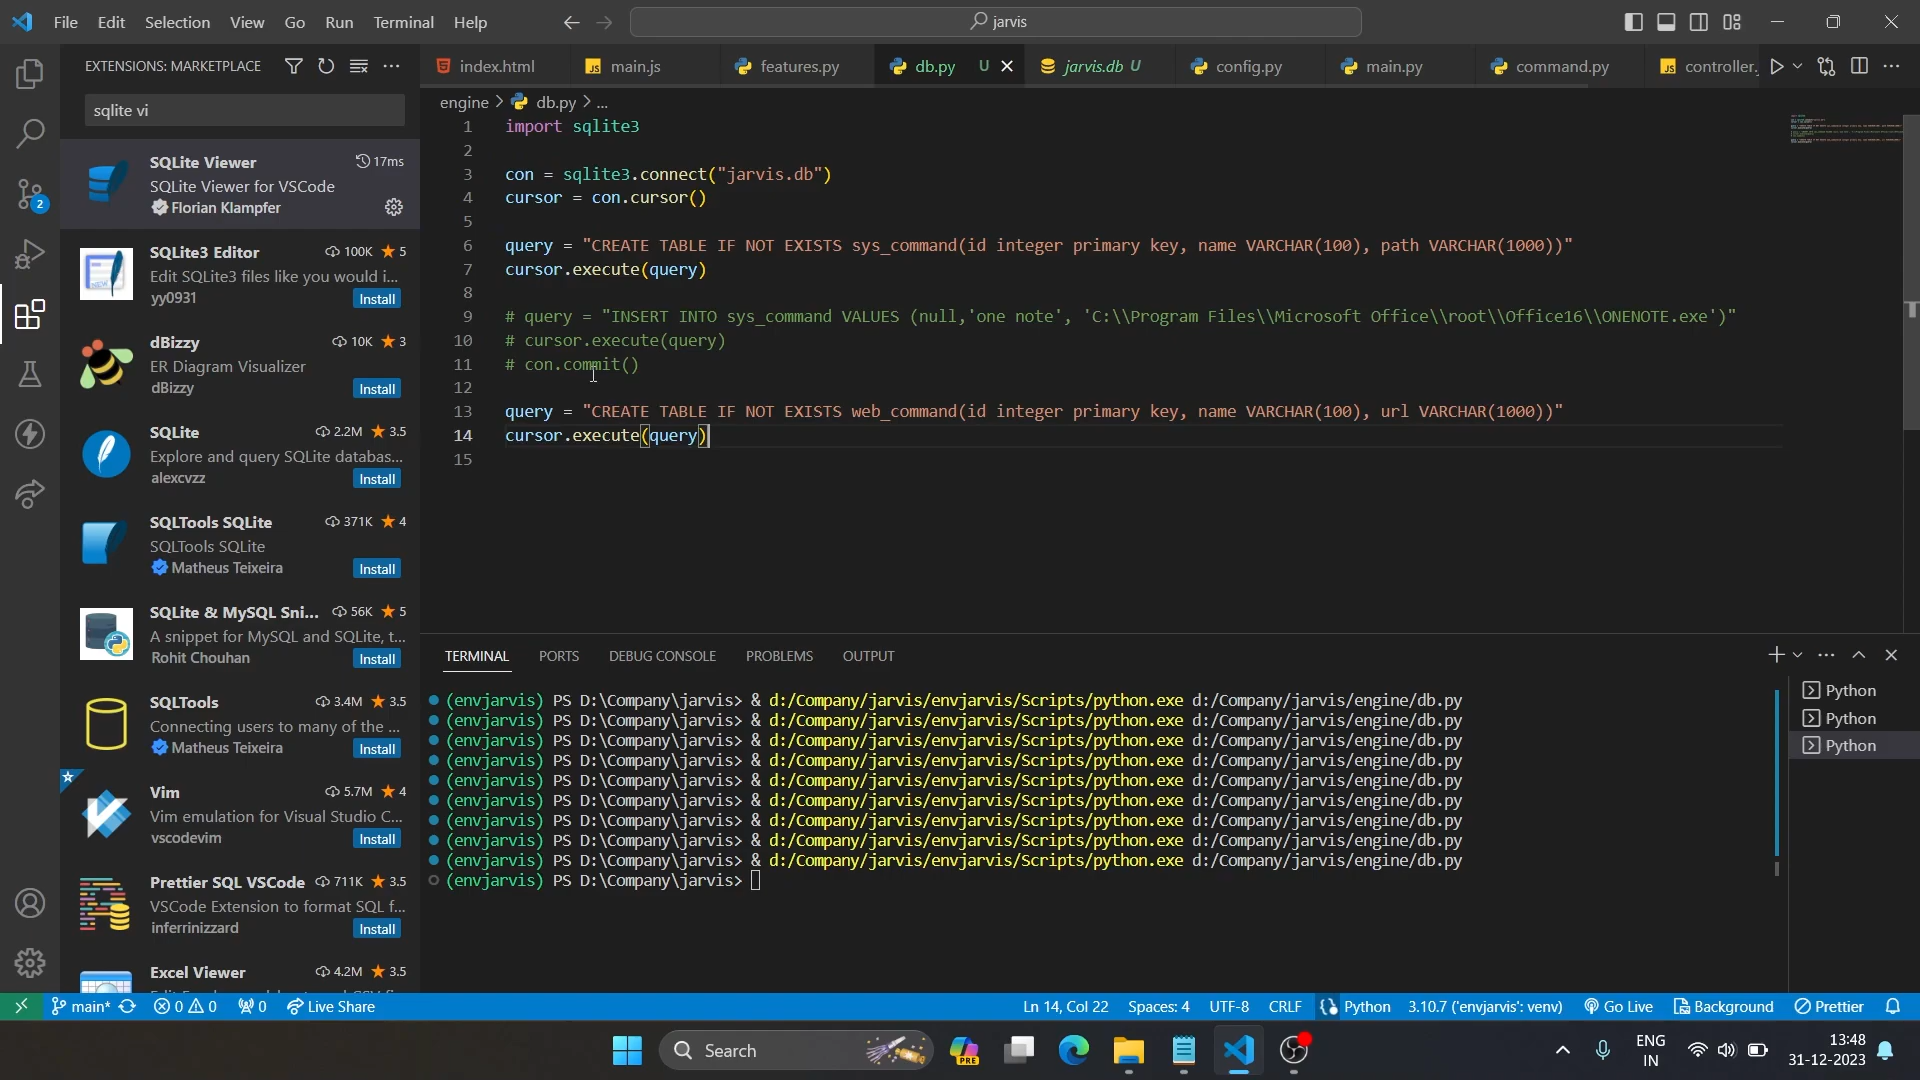 File Edit Selection View Go Run Terminal Help
jarvis
EXTENSIONS: MARKETPLACE
sqlite vi
SQLite Viewer 17ms
SQLite Viewer for VSCode
Florian Klampfer
SQLite3 Editor 100K 5
Edit SQLite3 files like you would i...
yy0931 Install
dBizzy 10K 3
ER Diagram Visualizer
dBizzy Install
SQLite 2.2M 3.5
Explore and query SQLite databas...
alexcvzz Install
SQLTools SQLite 371K 4
SQLTools SQLite
Matheus Teixeira Install
SQLite & MySQL Sni... 56K 5
A snippet for MySQL and SQLite, t...
Rohit Chouhan Install
SQLTools 3.4M 3.5
Connecting users to many of the ...
Matheus Teixeira Install
Vim 5.7M 4
Vim emulation for Visual Studio C...
vscodevim Install
Prettier SQL VSCode 711K 3.5
VSCode Extension to format SQL f...
inferrinizzard Install
Excel Viewer 4.2M 3.5
index.html main.js features.py db.py U jarvis.db U config.py main.py command.py controller.
engine > db.py > ...
1 import sqlite3
2
3 con = sqlite3.connect("jarvis.db")
4 cursor = con.cursor()
5
6 query = "CREATE TABLE IF NOT EXISTS sys_command(id integer primary key, name VARCHAR(100), path VARCHAR(1000))"
7 cursor.execute(query)
8
9 # query = "INSERT INTO sys_command VALUES (null,'one note', 'C:\\Program Files\\Microsoft Office\\root\\Office16\\ONENOTE.exe')"
10 # cursor.execute(query)
11 # con.commit()
12
13 query = "CREATE TABLE IF NOT EXISTS web_command(id integer primary key, name VARCHAR(100), url VARCHAR(1000))"
14 cursor.execute(query)
15
TERMINAL PORTS DEBUG CONSOLE PROBLEMS OUTPUT
(envjarvis) PS D:\Company\jarvis> & d:/Company/jarvis/envjarvis/Scripts/python.exe d:/Company/jarvis/engine/db.py
(envjarvis) PS D:\Company\jarvis> & d:/Company/jarvis/envjarvis/Scripts/python.exe d:/Company/jarvis/engine/db.py
(envjarvis) PS D:\Company\jarvis> & d:/Company/jarvis/envjarvis/Scripts/python.exe d:/Company/jarvis/engine/db.py
(envjarvis) PS D:\Company\jarvis> & d:/Company/jarvis/envjarvis/Scripts/python.exe d:/Company/jarvis/engine/db.py
(envjarvis) PS D:\Company\jarvis> & d:/Company/jarvis/envjarvis/Scripts/python.exe d:/Company/jarvis/engine/db.py
(envjarvis) PS D:\Company\jarvis> & d:/Company/jarvis/envjarvis/Scripts/python.exe d:/Company/jarvis/engine/db.py
(envjarvis) PS D:\Company\jarvis> & d:/Company/jarvis/envjarvis/Scripts/python.exe d:/Company/jarvis/engine/db.py
(envjarvis) PS D:\Company\jarvis> & d:/Company/jarvis/envjarvis/Scripts/python.exe d:/Company/jarvis/engine/db.py
(envjarvis) PS D:\Company\jarvis> & d:/Company/jarvis/envjarvis/Scripts/python.exe d:/Company/jarvis/engine/db.py
(envjarvis) PS D:\Company\jarvis>
Python
Python
Python
2
main* 0 0 0 Live Share Ln 14, Col 22 Spaces: 4 UTF-8 CRLF Python 3.10.7 ('envjarvis': venv) Go Live Background Prettier
Search PRE ENG 13:48
IN 31-12-2023